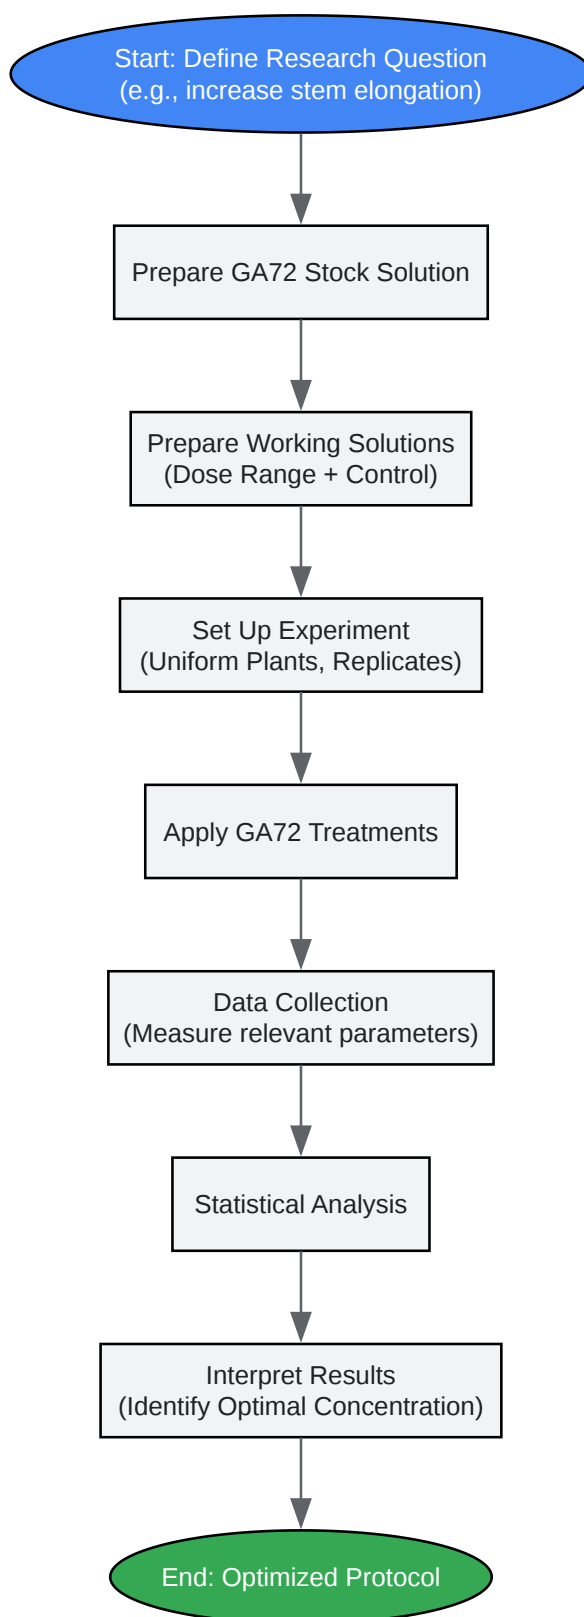 Start: Define Research Question
(e.g., increase stem elongation)
Prepare GA72 Stock Solution
Prepare Working Solutions
(Dose Range + Control)
Set Up Experiment
(Uniform Plants, Replicates)
Apply GA72 Treatments
Data Collection
(Measure relevant parameters)
Statistical Analysis
Interpret Results
(Identify Optimal Concentration)
End: Optimized Protocol